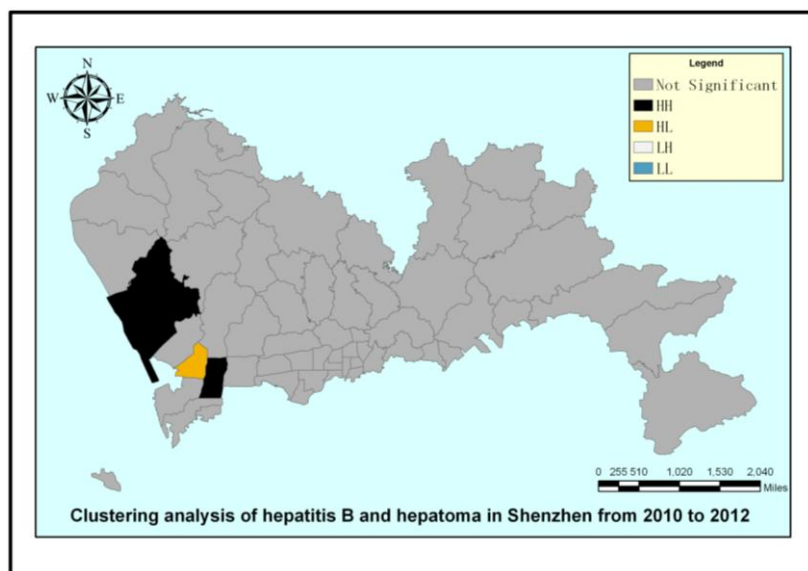 N
W E
S
Legend
Not Significant
HH
HL
LH
LL
0 255 510 1,020 1,530 2,040
Miles
Clustering analysis of hepatitis B and hepatoma in Shenzhen from 2010 to 2012